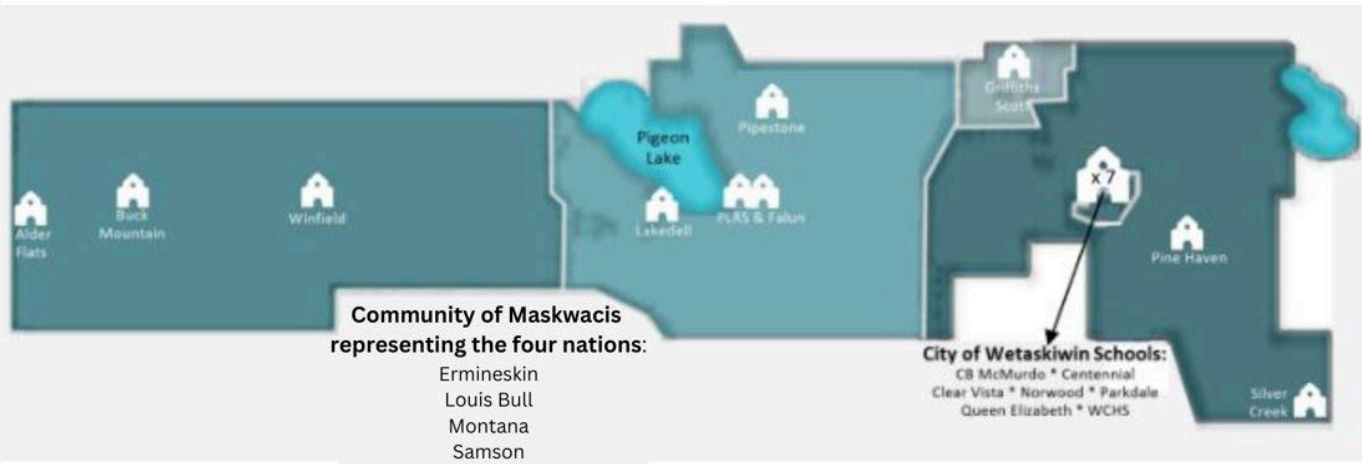 Alder
Flats
Buck
Mountain
Winfield
Pigeon
Lake
Pipestone
Lakedell
PLRS & Falun
Griffiths
Scott
x 7
Pine Haven
Silver
Creek
Community of Maskwacis
representing the four nations:
Ermineskin
Louis Bull
Montana
Samson
City of Wetaskiwin Schools:
CB McMurdo * Centennial
Clear Vista * Norwood * Parkdale
Queen Elizabeth * WCHS